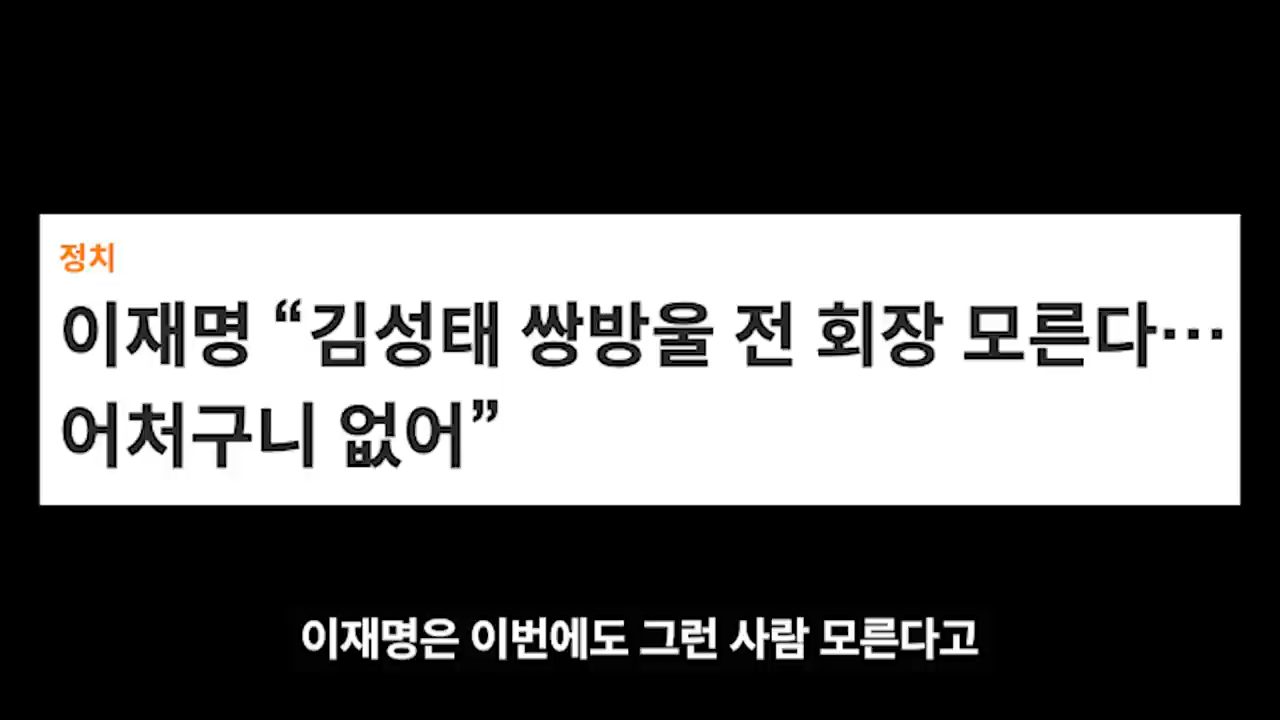 정치
이재명 “김성태 쌍방울 전 회장 모른다…
어처구니 없어”
이재명은 이번에도 그런 사람 모른다고